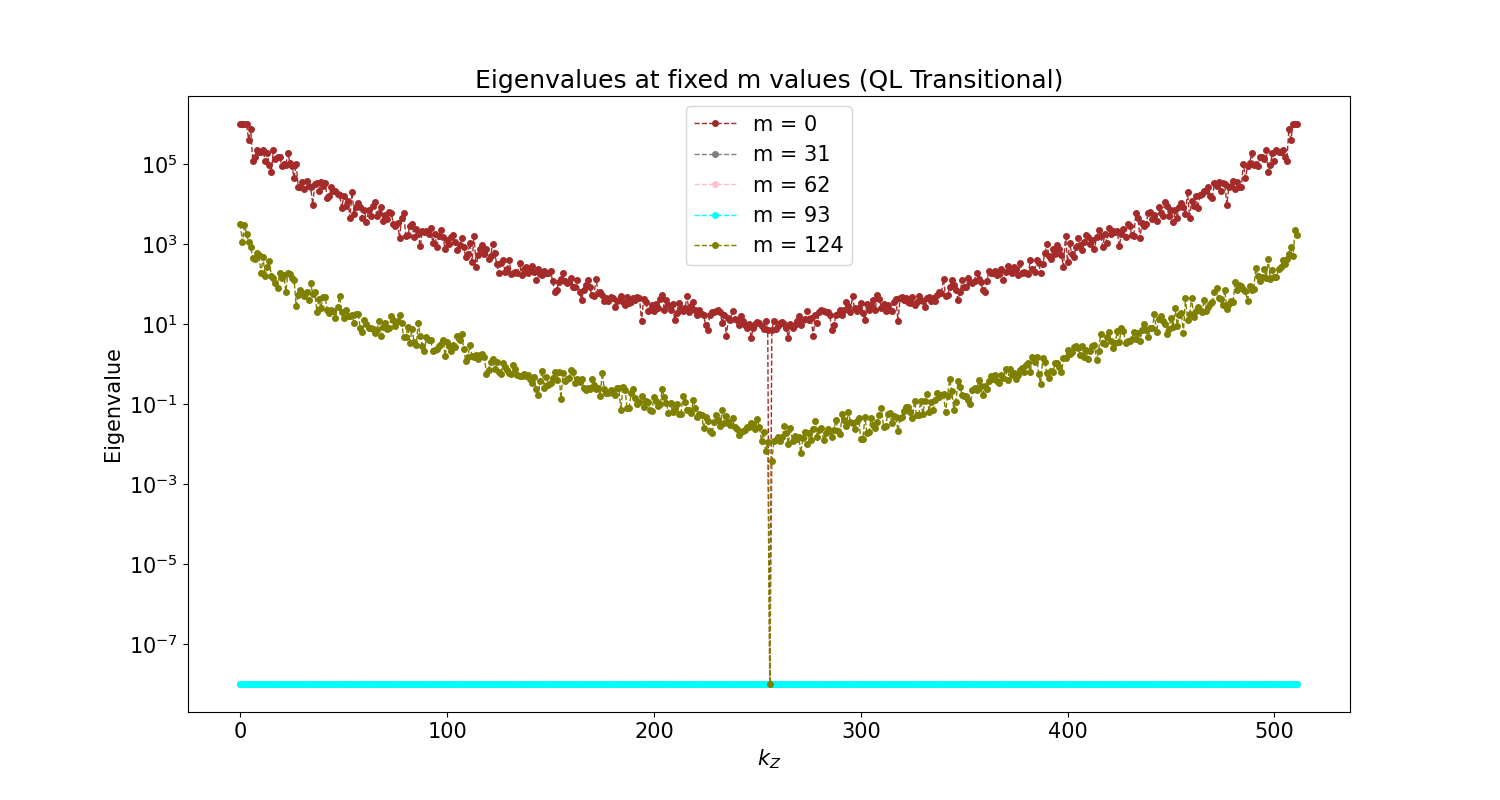 Eigenvalues at fixed m values (QL Transitional)
m = 0
m = 31
m = 62
m = 93
m = 124
Eigenvalue
10^5
10^3
10^1
10^-1
10^-3
10^-5
10^-7
0 100 200 300 400 500
k_Z